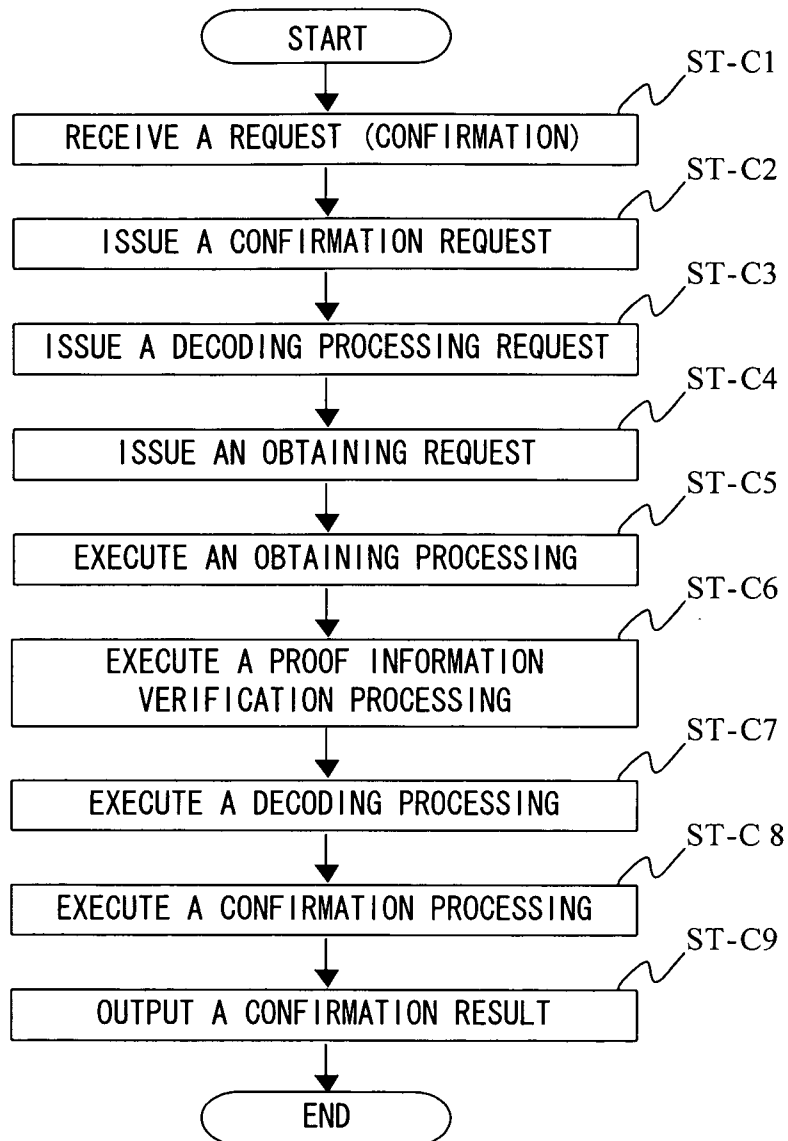 START
ST-C1
RECEIVE A REQUEST (CONFIRMATION)
ST-C2
ISSUE A CONFIRMATION REQUEST
ST-C3
ISSUE A DECODING PROCESSING REQUEST
ST-C4
ISSUE AN OBTAINING REQUEST
ST-C5
EXECUTE AN OBTAINING PROCESSING
ST-C6
EXECUTE A PROOF INFORMATION
VERIFICATION PROCESSING
ST-C7
EXECUTE A DECODING PROCESSING
ST-C 8
EXECUTE A CONFIRMATION PROCESSING
ST-C9
OUTPUT A CONFIRMATION RESULT
END